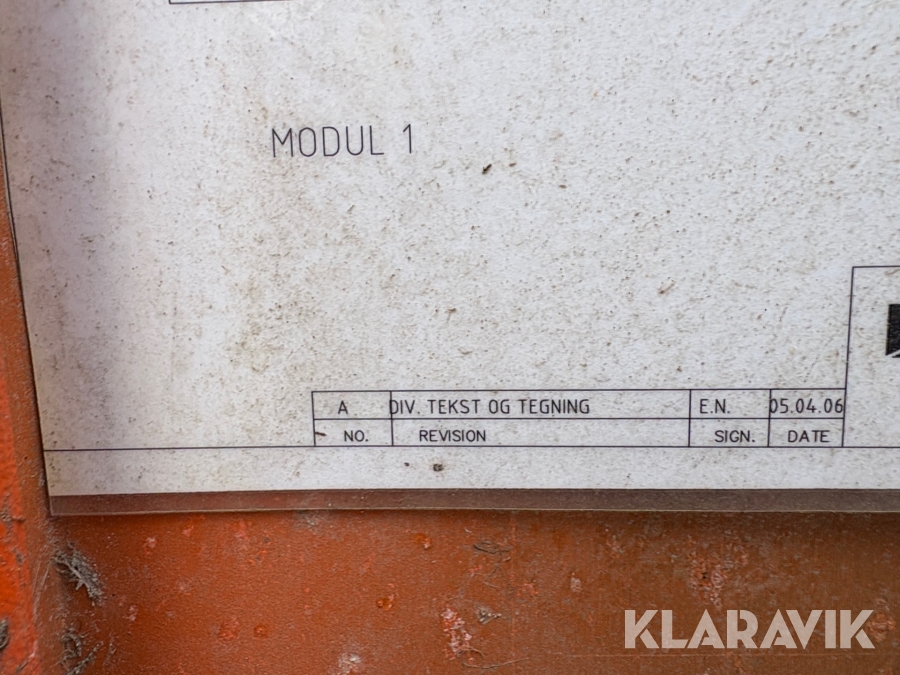 MODUL 1
A DIV. TEKST OG TEGNING E.N. 05.04.06
NO. REVISION SIGN. DATE
KLARAVIK